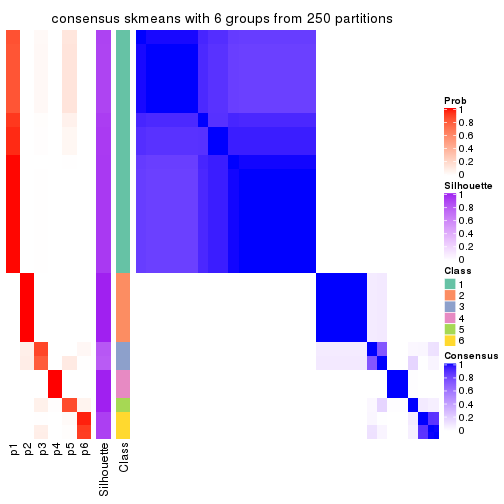 consensus skmeans with 6 groups from 250 partitions
Prob
1
0.8
0.6
0.4
0.2
0
Silhouette
1
0.8
0.6
0.4
0.2
0
Class
1
2
3
4
5
6
Consensus
1
0.8
0.6
0.4
0.2
0
p1
p2
p3
p4
p5
p6
Silhouette
Class